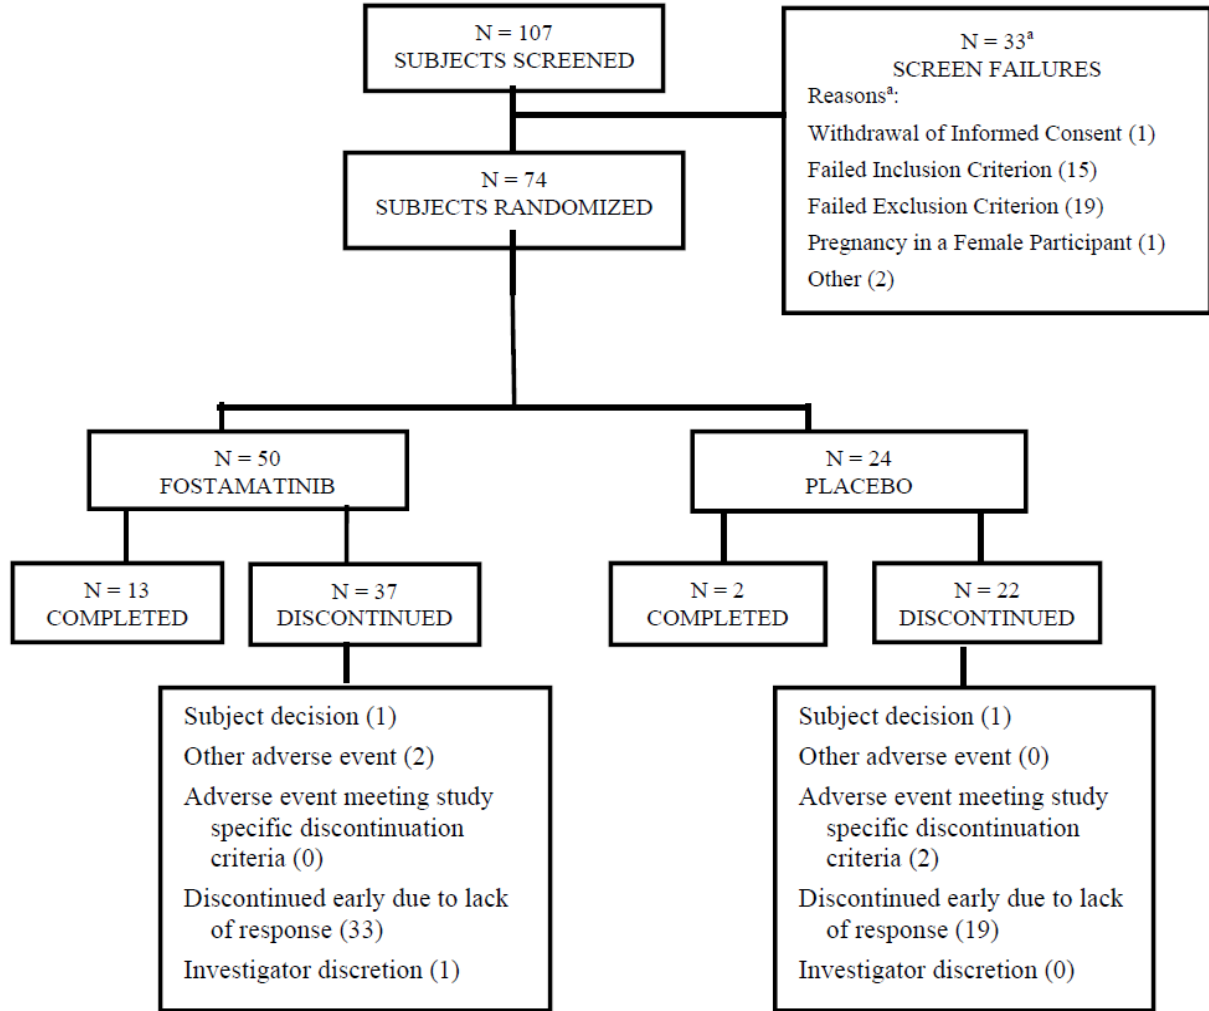 N = 107
SUBJECTS SCREENED
N = 33ª
SCREEN FAILURES
Reasonsª:
Withdrawal of Informed Consent (1)
Failed Inclusion Criterion (15)
Failed Exclusion Criterion (19)
Pregnancy in a Female Participant (1)
Other (2)
N = 74
SUBJECTS RANDOMIZED
N = 50
FOSTAMATINIB
N = 24
PLACEBO
N = 13
COMPLETED
N = 37
DISCONTINUED
N = 2
COMPLETED
N = 22
DISCONTINUED
Subject decision (1)
Other adverse event (2)
Adverse event meeting study
specific discontinuation
criteria (0)
Discontinued early due to lack
of response (33)
Investigator discretion (1)
Subject decision (1)
Other adverse event (0)
Adverse event meeting study
specific discontinuation
criteria (2)
Discontinued early due to lack
of response (19)
Investigator discretion (0)